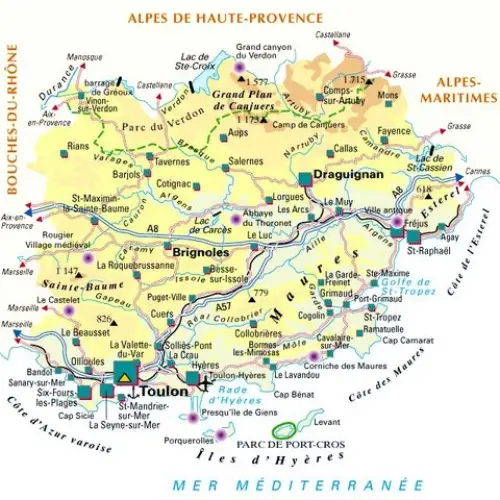 ALPES DE HAUTE-PROVENCE
BOUCHES-DU-RHÔNE
ALPES-
MARITIMES
Manosque
Durance
Aix-
en-Provence
barrage
de Gréoux
Vinon-
sur-Verdon
Castellane
Lac de
Ste-Croix
Moustiers
Grand canyon
du Verdon
1 577
Castellane
Grasse
1 715
Grand Plan
de Canjuers
Artuby
Comps-
sur-Artuby
Mons
Verdon
Parc du Verdon
1 173
Camp de Canjuers
Aups
Bresque
Fayence
Grasse
Rians
Varages
Tavernes
Salernes
Narturby
Callas
Camandre
Lac de
St-Cassien
Barjols
Cotignac
Draguignan
Cannes
A8
618
Esterel
St-Maximin-
la-Sainte-Baume
Cauron
Argens
Lorgues
Les Arcs
Le Muy
Ville antique
Argens
Fréjus
St-Raphaël
Agay
Côte de l'Esterel
Aix-en
Provence
A8
Lac de
Carcès
Abbaye
du Thoronet
Le Luc
Aille
Rougier
Village médiéval
Caramy
Brignoles
Marseille
1 147
La Roquebrussanne
Issole
Besse-
sur-Issole
Maures
La Garde-
Freinet
Ste-Maxime
Golfe de
St-Tropez
Sainte-Baume
Puget-Ville
779
Grimaud
Port-Grimaud
Garde
Le Castelet
Gapeau
A57
Cogolin
St-Tropez
Marseille
826
Cuers
Réal Collobrier
Ramatuelle
Le Beausset
Collobrières
Cap Camarat
Marseille
La Valette-
du-Var
Solliès-Pont
La Crau
Bormes-
les-Mimosas
Môle
Cavalaire-
sur-Mer
Bandol
Ollioules
Hyères
Corniche des Maures
Sanary-sur-Mer
Six-Fours-
les-Plages
Toulon
Toulon-Hyères
Le Lavandou
Côte des Maures
St-Mandrier-
sur-Mer
Rade
d'Hyères
Cap Bénat
Cap Sicié
La Seyne-sur-Mer
Presqu'île de Giens
Levant
Côte d'Azur varoise
Porquerolles
PARC DE PORT-CROS
Îles d'Hyères
MER MÉDITERRANÉE